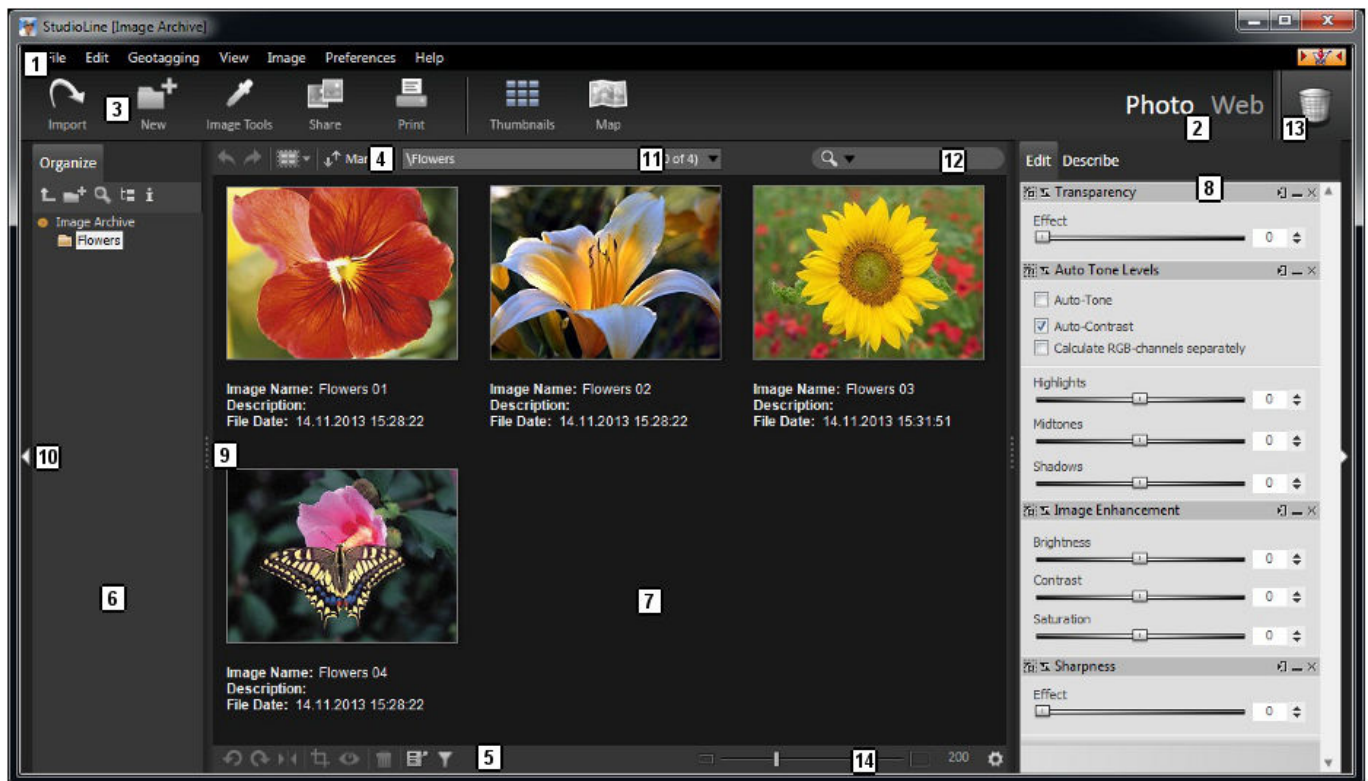 StudioLine [Image Archive]
1 File Edit Geotagging View Image Preferences Help
Import 3 New Image Tools Share Print Thumbnails Map
Photo Web
2
13
Organize
4 \Flowers 11 of 4) 12
Edit Describe
8
Image Archive
Flowers
Transparency
Effect
0
Auto Tone Levels
Auto-Tone
Auto-Contrast
Calculate RGB-channels separately
Highlights
0
Midtones
0
Shadows
0
Image Enhancement
Brightness
0
Contrast
0
Saturation
0
Sharpness
Effect
0
Image Name: Flowers 01
Description:
File Date: 14.11.2013 15:28:22
Image Name: Flowers 02
Description:
File Date: 14.11.2013 15:28:22
Image Name: Flowers 03
Description:
File Date: 14.11.2013 15:31:51
10
9
6
7
Image Name: Flowers 04
Description:
File Date: 14.11.2013 15:28:22
5
14
200